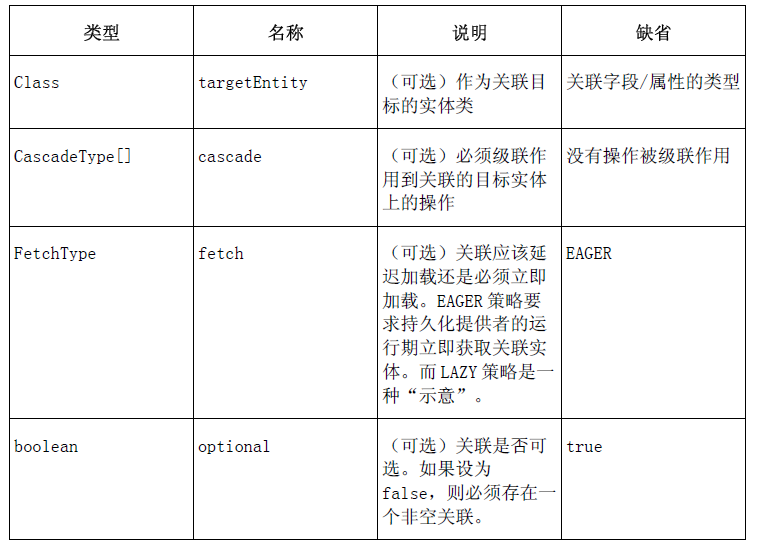 类型 名称 说明 缺省
Class targetEntity （可选）作为关联目 关联字段/属性的类型
标的实体类
CascadeType[] cascade （可选）必须级联作 没有操作被级联作用
用到关联的目标实体
上的操作
FetchType fetch （可选）关联应该延 EAGER
迟加载还是必须立即
加载。EAGER 策略要
求持久化提供者的运
行期立即获取关联实
体。而 LAZY 策略是一
种“示意”。
boolean optional （可选）关联是否可 true
选。如果设为
false，则必须存在一
个非空关联。